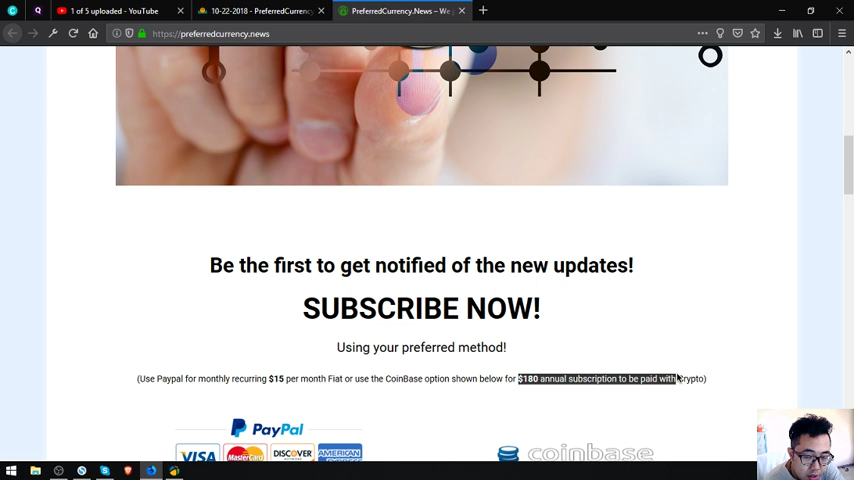 1 of 5 uploaded - YouTube
10-22-2018 - PreferredCurrency
PreferredCurrency.News – We p
https://preferredcurrency.news
Be the first to get notified of the new updates!
SUBSCRIBE NOW!
Using your preferred method!
(Use Paypal for monthly recurring $15 per month Fiat or use the CoinBase option shown below for $180 annual subscription to be paid with Crypto)
PayPal
VISA MasterCard DISCOVER AMERICAN
coinbase